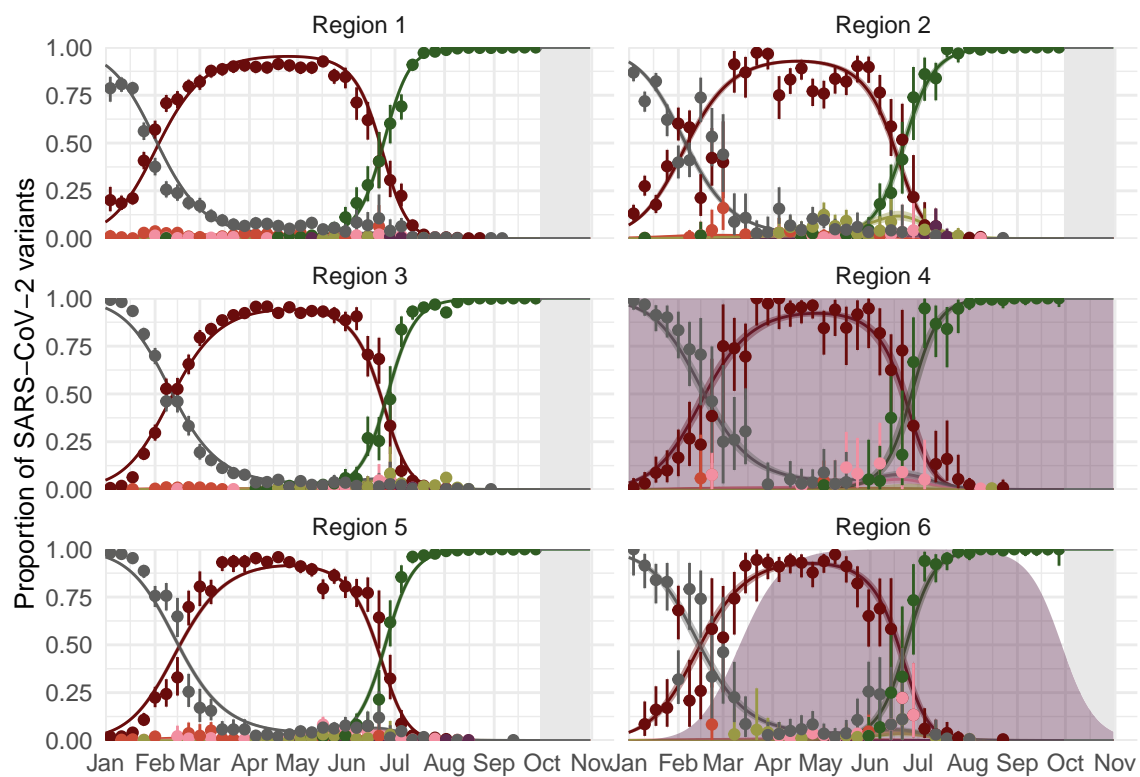 Region 1
Region 2
1.00
0.75
0.50
0.25
0.00
Region 3
Region 4
1.00
0.75
0.50
0.25
0.00
Region 5
Region 6
1.00
0.75
0.50
0.25
0.00
Jan Feb Mar Apr May Jun Jul Aug Sep Oct Nov
Jan Feb Mar Apr May Jun Jul Aug Sep Oct Nov
Proportion of SARS−CoV−2 variants